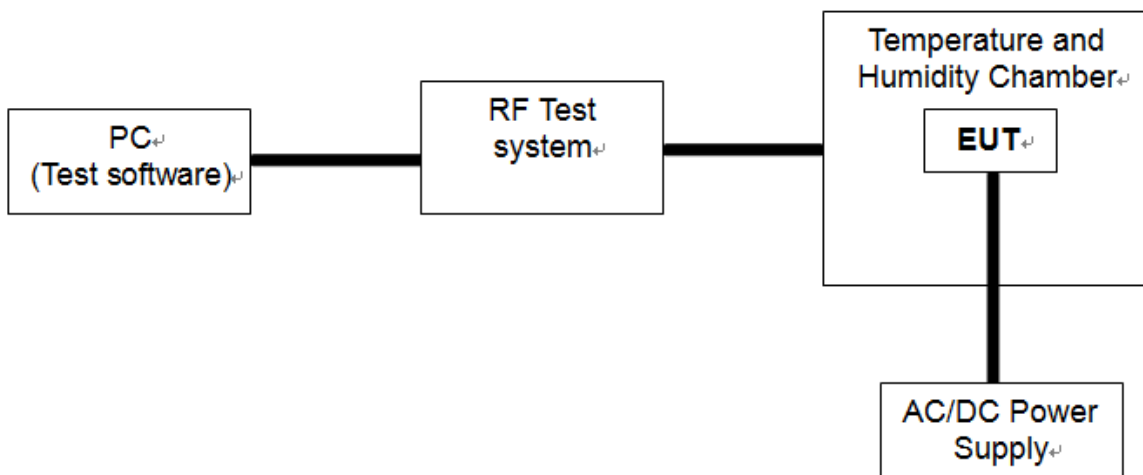 PC
(Test software)
RF Test
system
Temperature and
Humidity Chamber
EUT
AC/DC Power
Supply